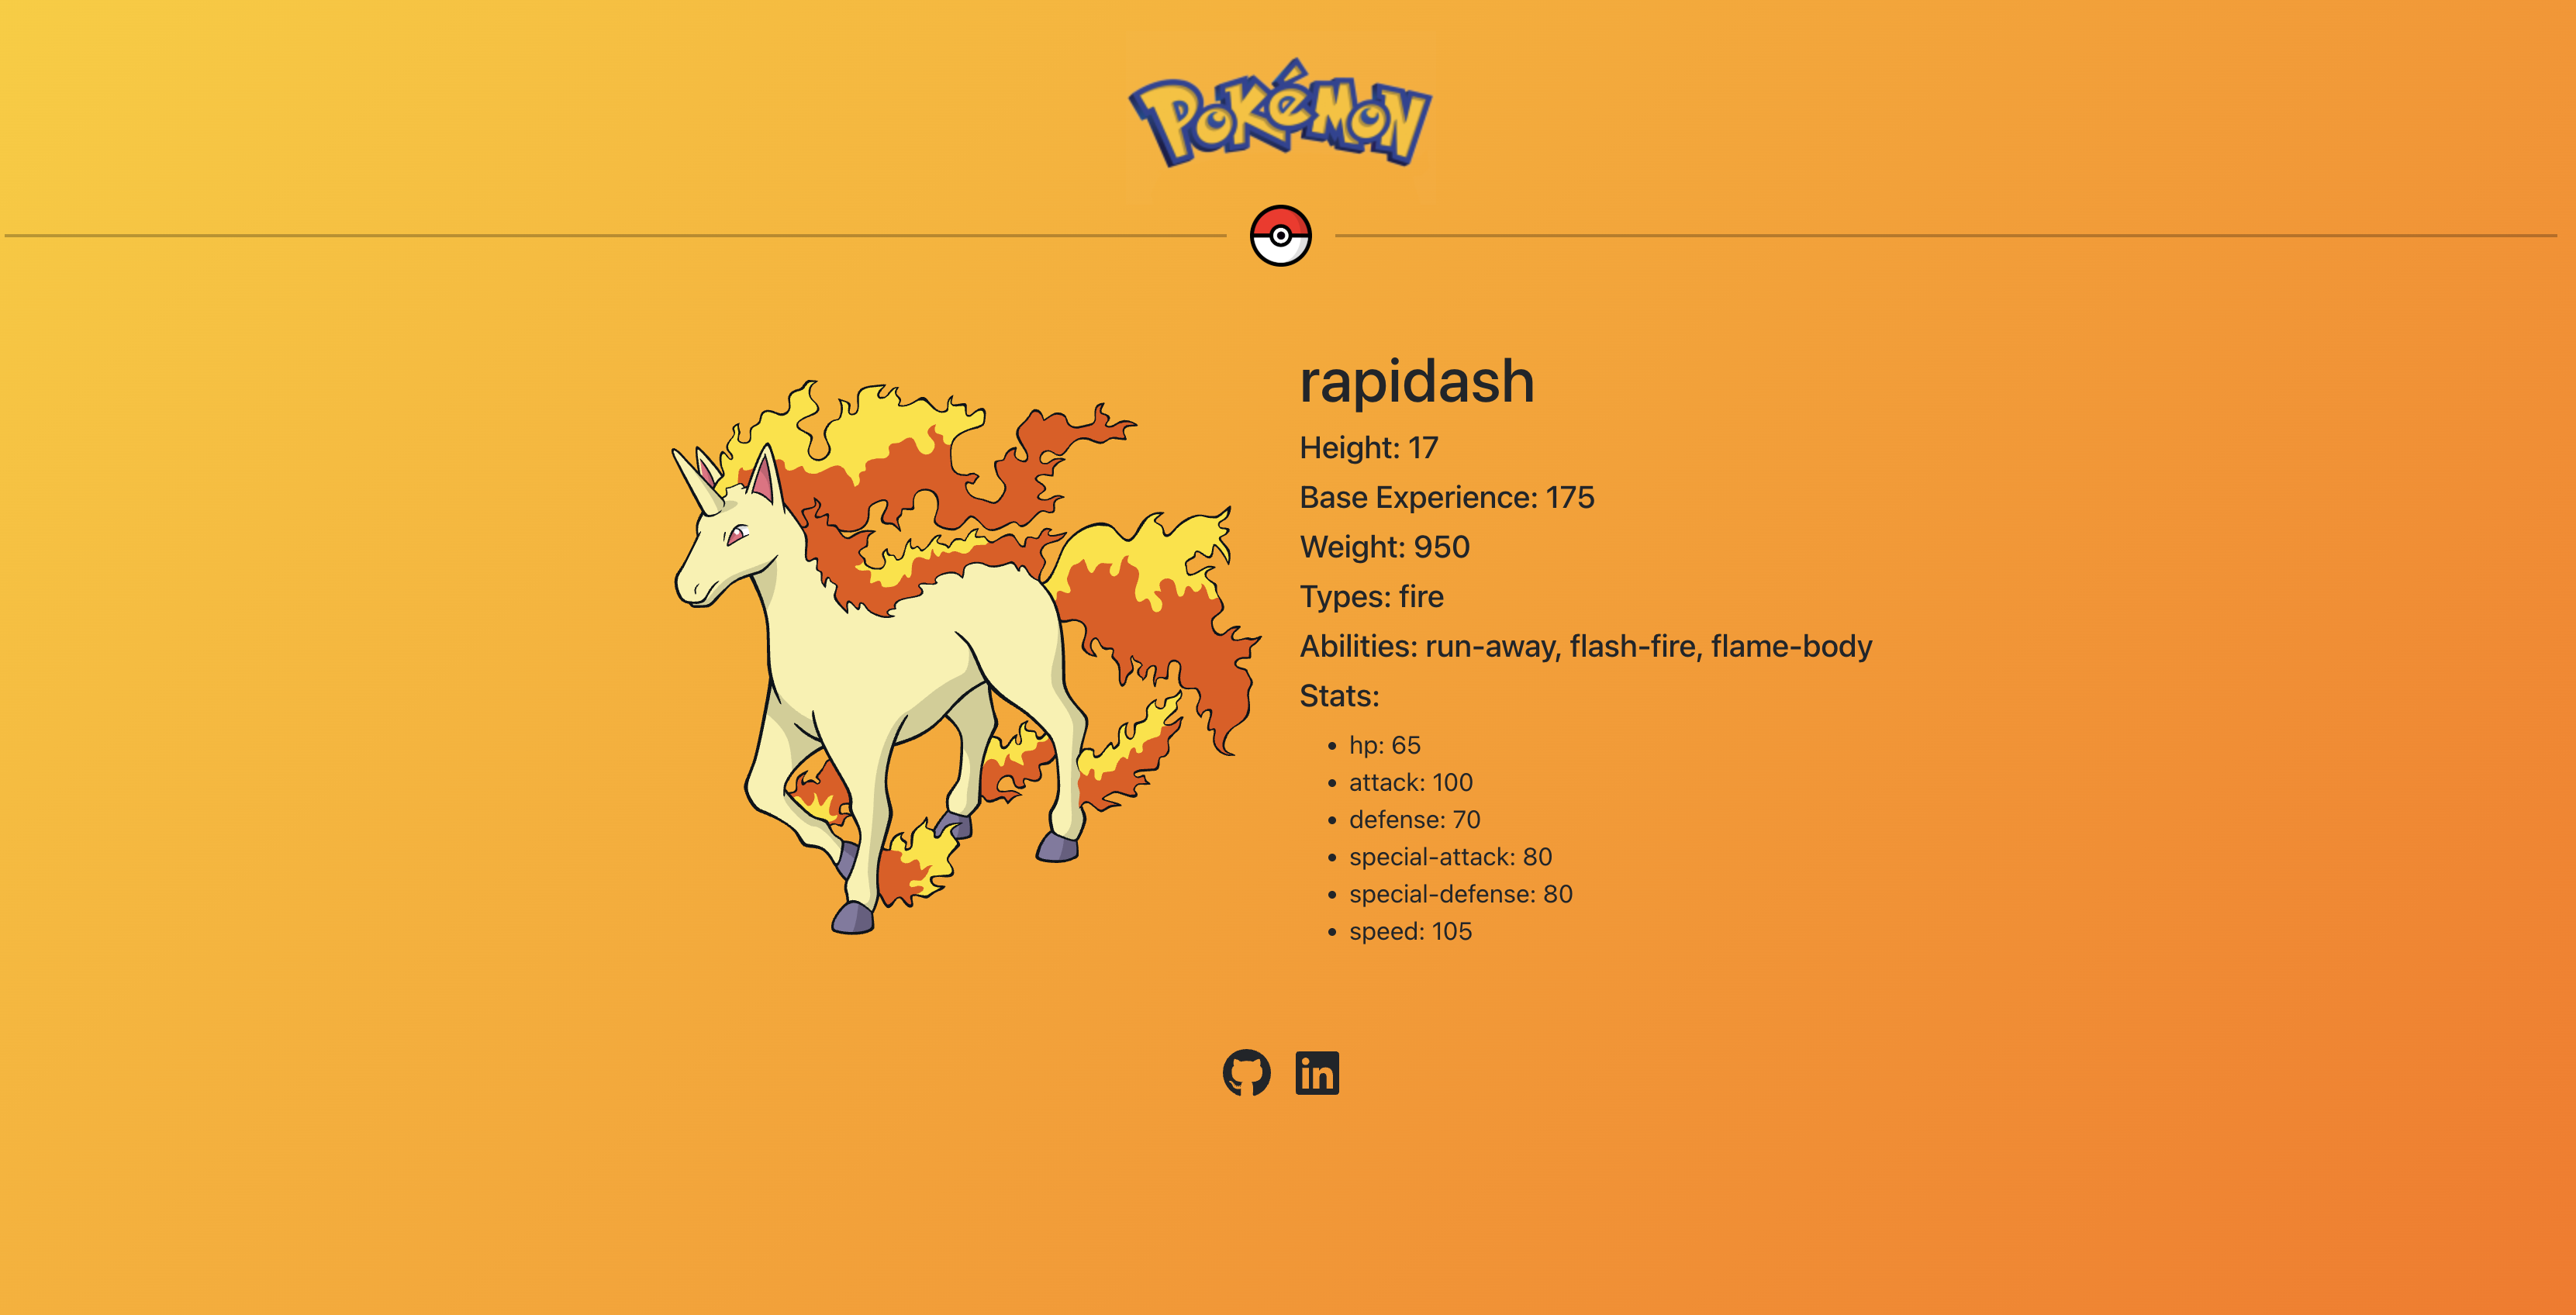 Pokémon
rapidash
Height: 17
Base Experience: 175
Weight: 950
Types: fire
Abilities: run-away, flash-fire, flame-body
Stats:
hp: 65
attack: 100
defense: 70
special-attack: 80
special-defense: 80
speed: 105
in